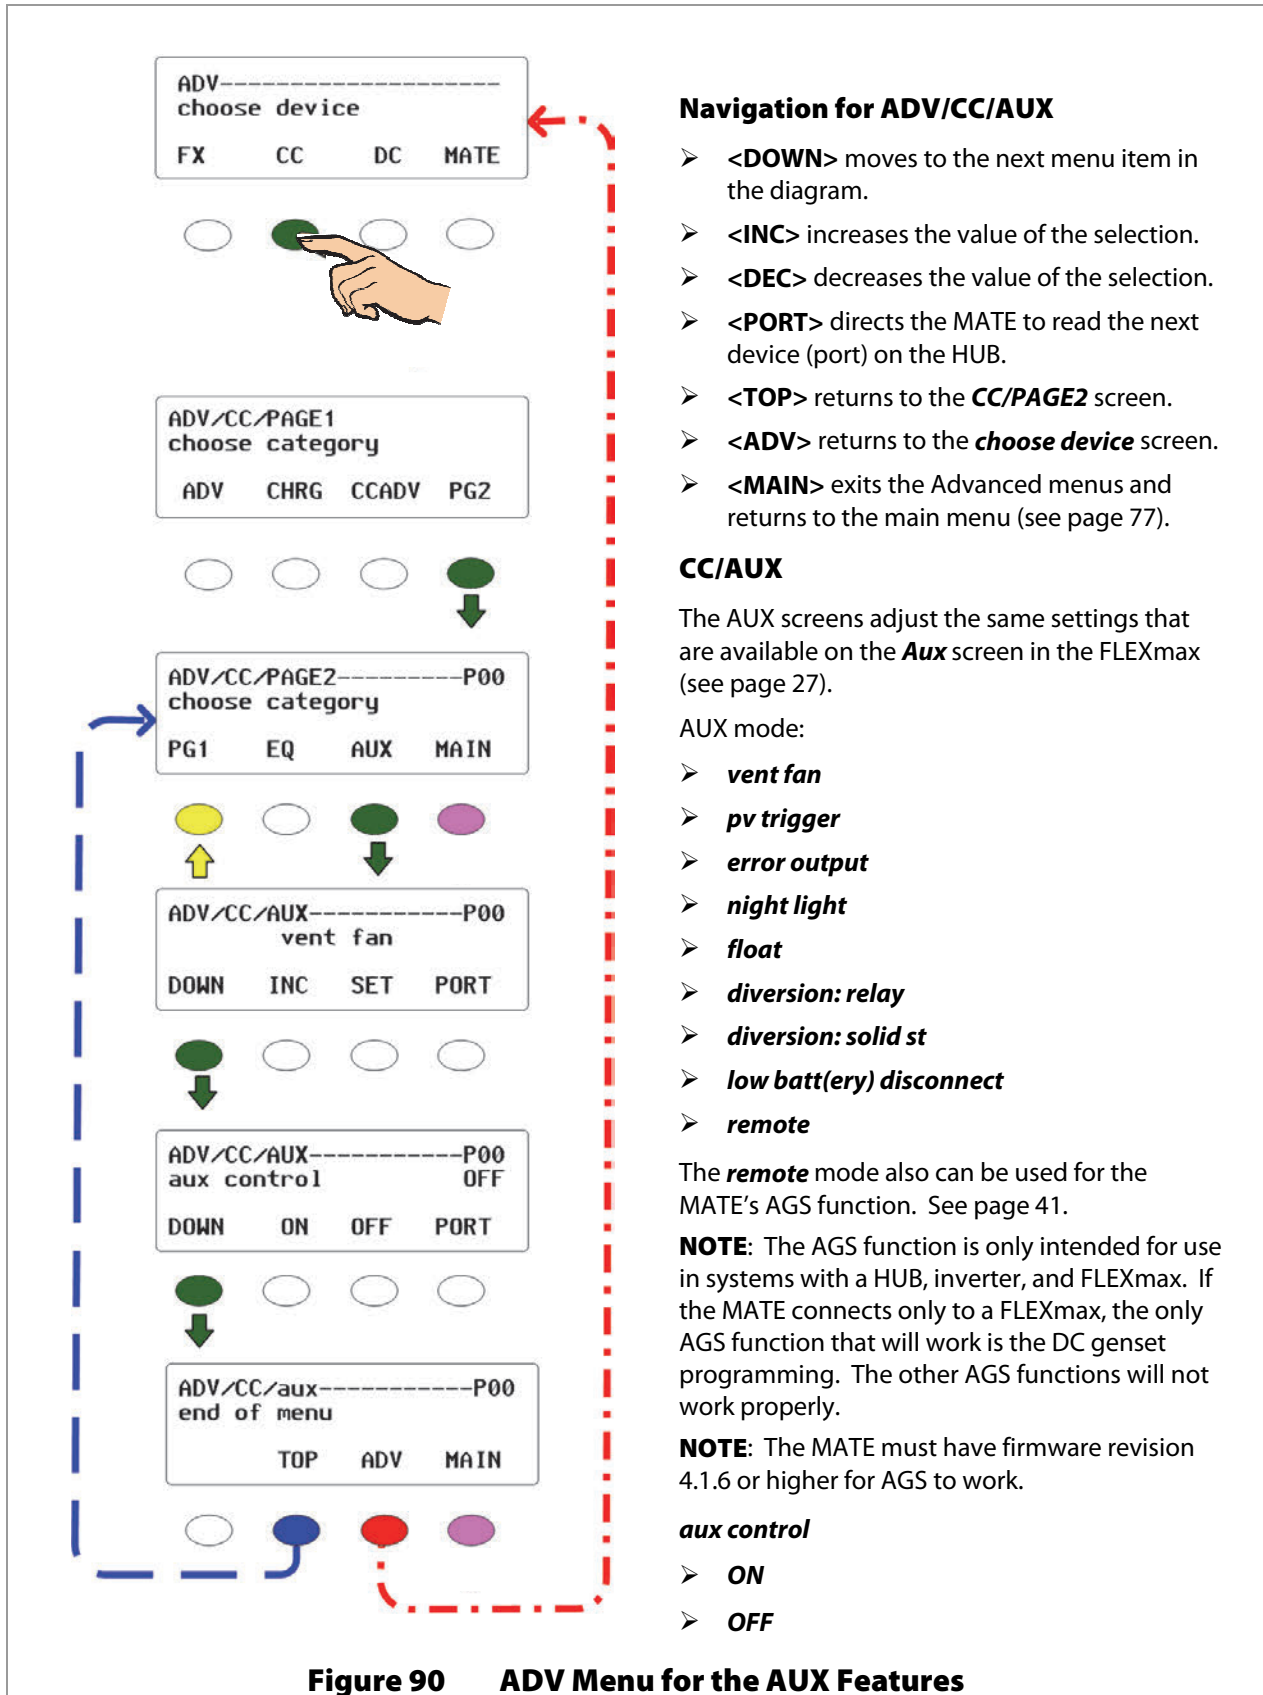 ADV----------------------
choose device
FX CC DC MATE
ADV/CC/PAGE1
choose category
ADV CHRG CCADV PG2
ADV/CC/PAGE2---------P00
choose category
PG1 EQ AUX MAIN
ADV/CC/AUX-----------P00
vent fan
DOWN INC SET PORT
ADV/CC/AUX-----------P00
aux control OFF
DOWN ON OFF PORT
ADV/CC/aux-----------P00
end of menu
TOP ADV MAIN
Navigation for ADV/CC/AUX
➢ <DOWN> moves to the next menu item in
the diagram.
➢ <INC> increases the value of the selection.
➢ <DEC> decreases the value of the selection.
➢ <PORT> directs the MATE to read the next
device (port) on the HUB.
➢ <TOP> returns to the CC/PAGE2 screen.
➢ <ADV> returns to the choose device screen.
➢ <MAIN> exits the Advanced menus and
returns to the main menu (see page 77).
CC/AUX
The AUX screens adjust the same settings that
are available on the Aux screen in the FLEXmax
(see page 27).
AUX mode:
➢ vent fan
➢ pv trigger
➢ error output
➢ night light
➢ float
➢ diversion: relay
➢ diversion: solid st
➢ low batt(ery) disconnect
➢ remote
The remote mode also can be used for the
MATE's AGS function. See page 41.
NOTE: The AGS function is only intended for use
in systems with a HUB, inverter, and FLEXmax. If
the MATE connects only to a FLEXmax, the only
AGS function that will work is the DC genset
programming. The other AGS functions will not
work properly.
NOTE: The MATE must have firmware revision
4.1.6 or higher for AGS to work.
aux control
➢ ON
➢ OFF
Figure 90 ADV Menu for the AUX Features